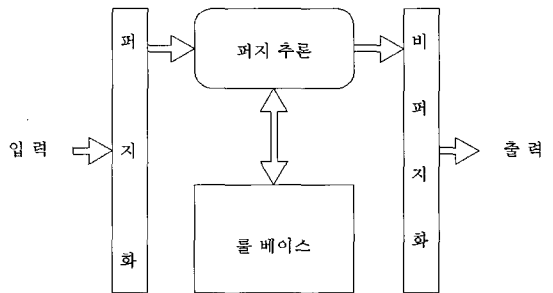 입 력
퍼 지 화
퍼지 추론
룰 베이스
비 퍼 지 화
출 력